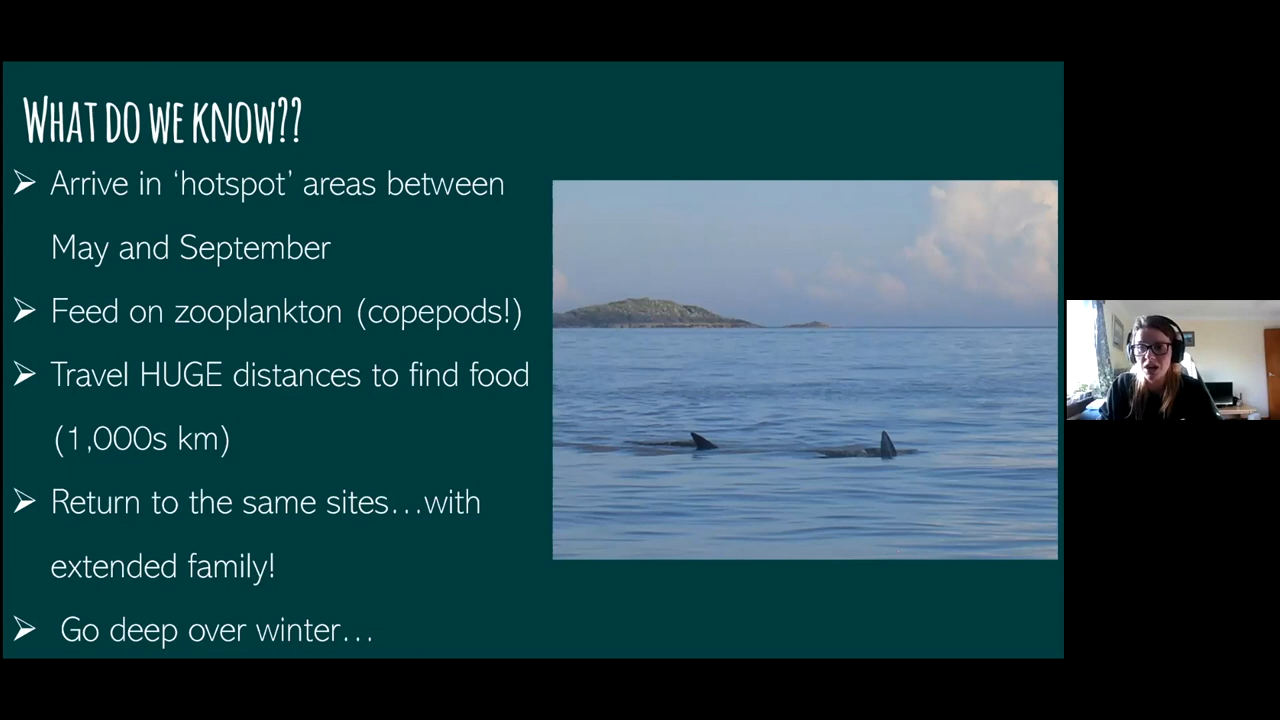 What do we know??
➢ Arrive in ‘hotspot’ areas between
May and September
➢ Feed on zooplankton (copepods!)
➢ Travel HUGE distances to find food
(1,000s km)
➢ Return to the same sites...with
extended family!
➢ Go deep over winter...